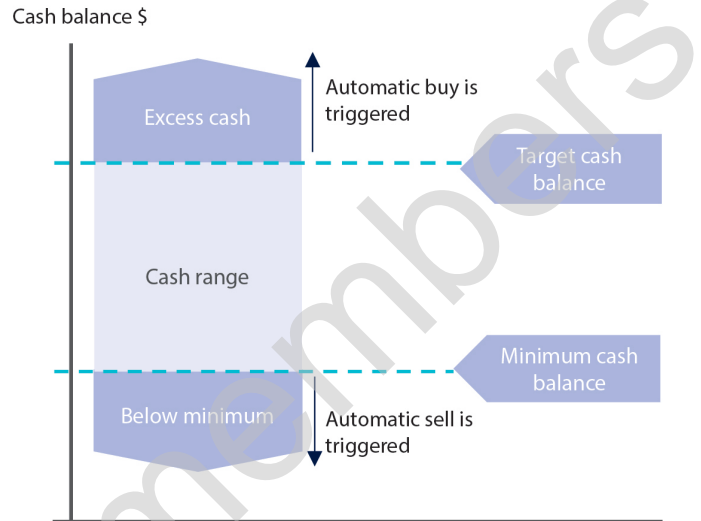 Cash balance $
Excess cash
Automatic buy is
triggered
Target cash
balance
Cash range
Minimum cash
balance
Below minimum
Automatic sell is
triggered
members